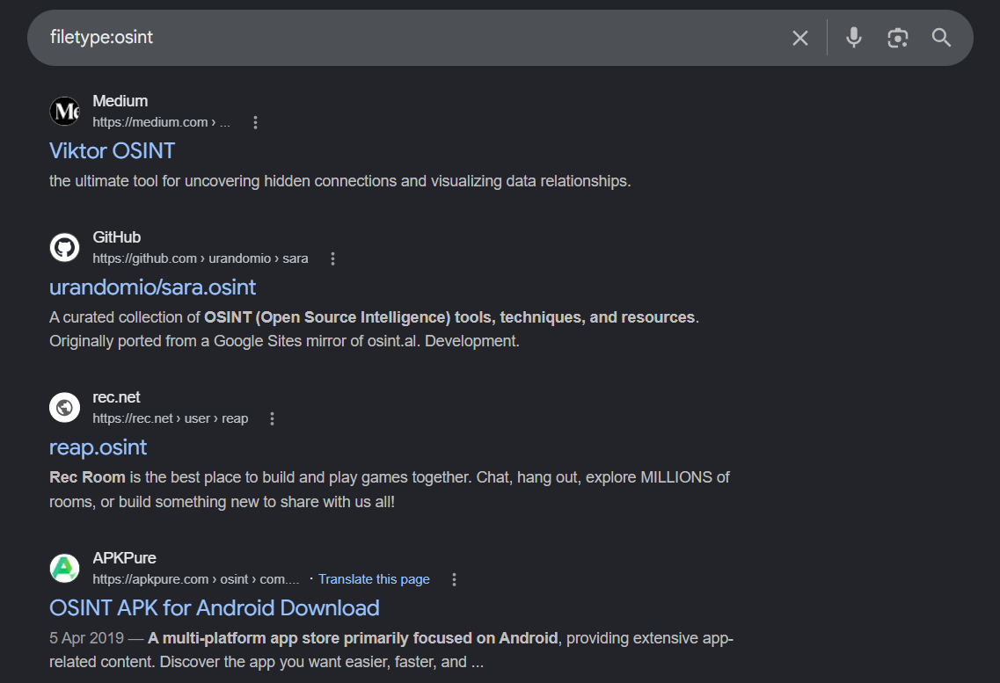 filetype:osint
Medium
https://medium.com › ...
Viktor OSINT
the ultimate tool for uncovering hidden connections and visualizing data relationships.
GitHub
https://github.com › urandomio › sara
urandomio/sara.osint
A curated collection of OSINT (Open Source Intelligence) tools, techniques, and resources.
Originally ported from a Google Sites mirror of osint.al. Development.
rec.net
https://rec.net › user › reap
reap.osint
Rec Room is the best place to build and play games together. Chat, hang out, explore MILLIONS of
rooms, or build something new to share with us all!
APKPure
https://apkpure.com › osint › com.... · Translate this page
OSINT APK for Android Download
5 Apr 2019 — A multi-platform app store primarily focused on Android, providing extensive app-
related content. Discover the app you want easier, faster, and ...